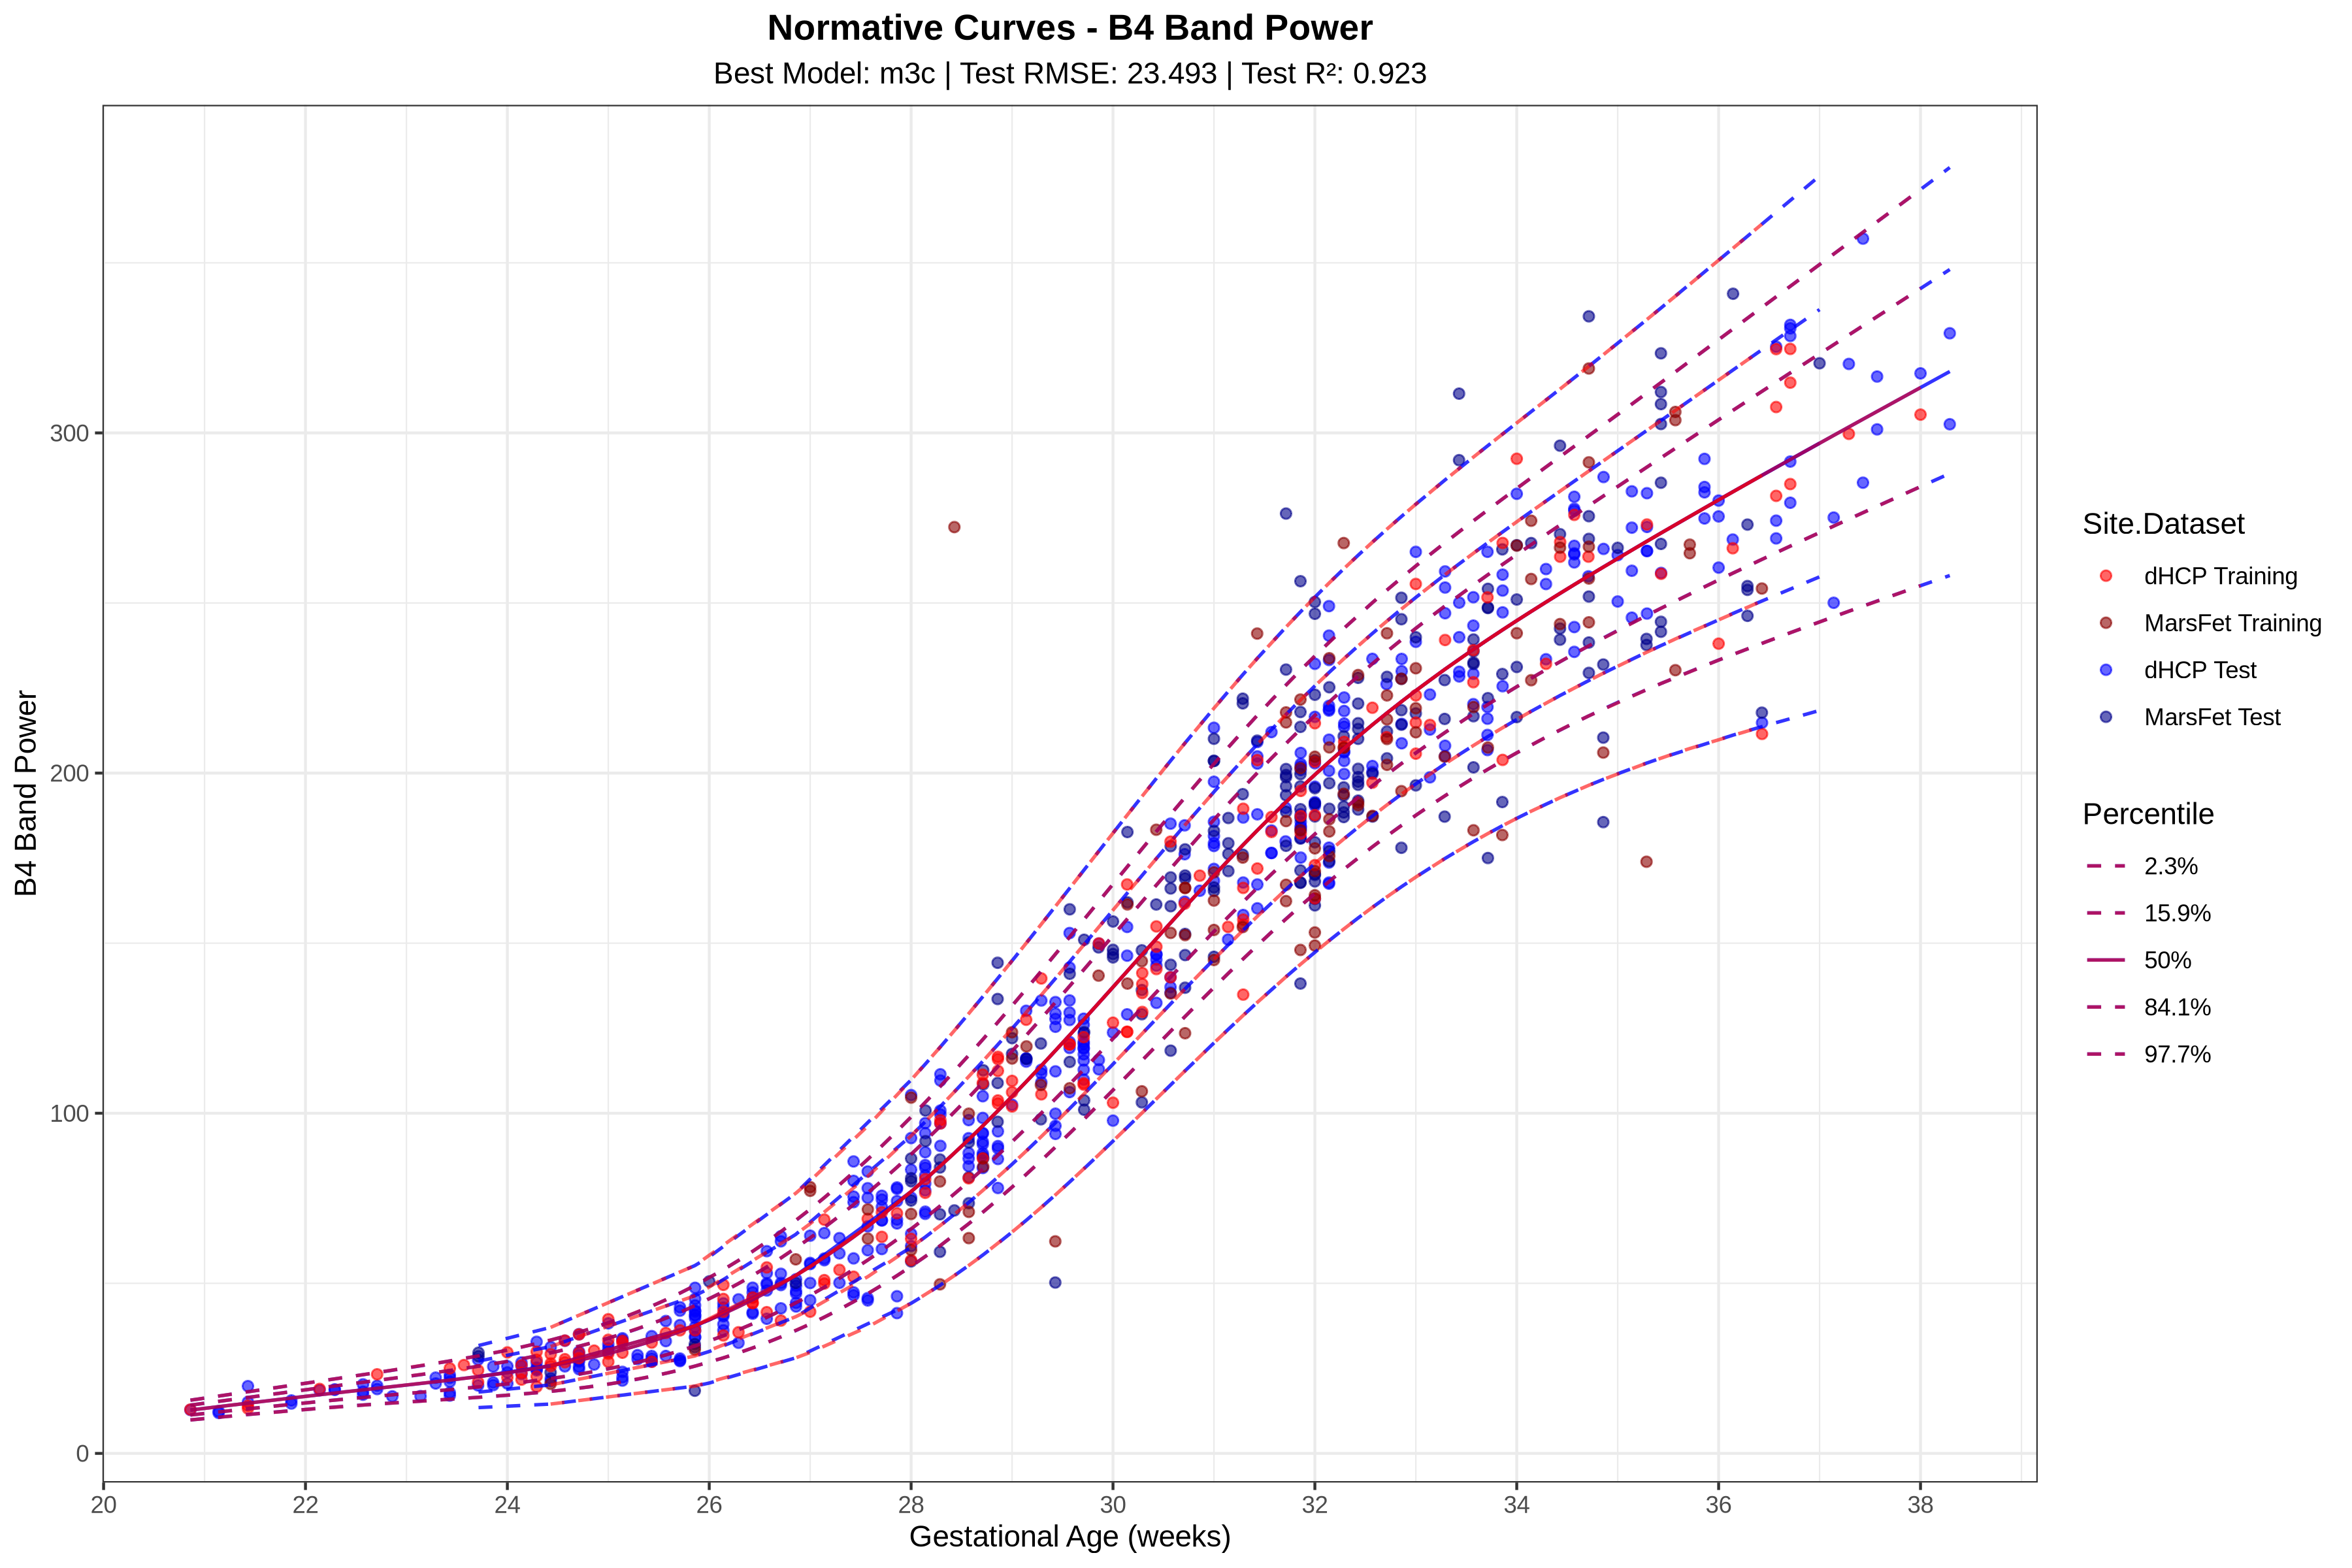 Normative Curves - B4 Band Power
Best Model: m3c | Test RMSE: 23.493 | Test R²: 0.923
B4 Band Power
300
200
100
0
20 22 24 26 28 30 32 34 36 38
Gestational Age (weeks)
Site.Dataset
dHCP Training
MarsFet Training
dHCP Test
MarsFet Test
Percentile
2.3%
15.9%
50%
84.1%
97.7%